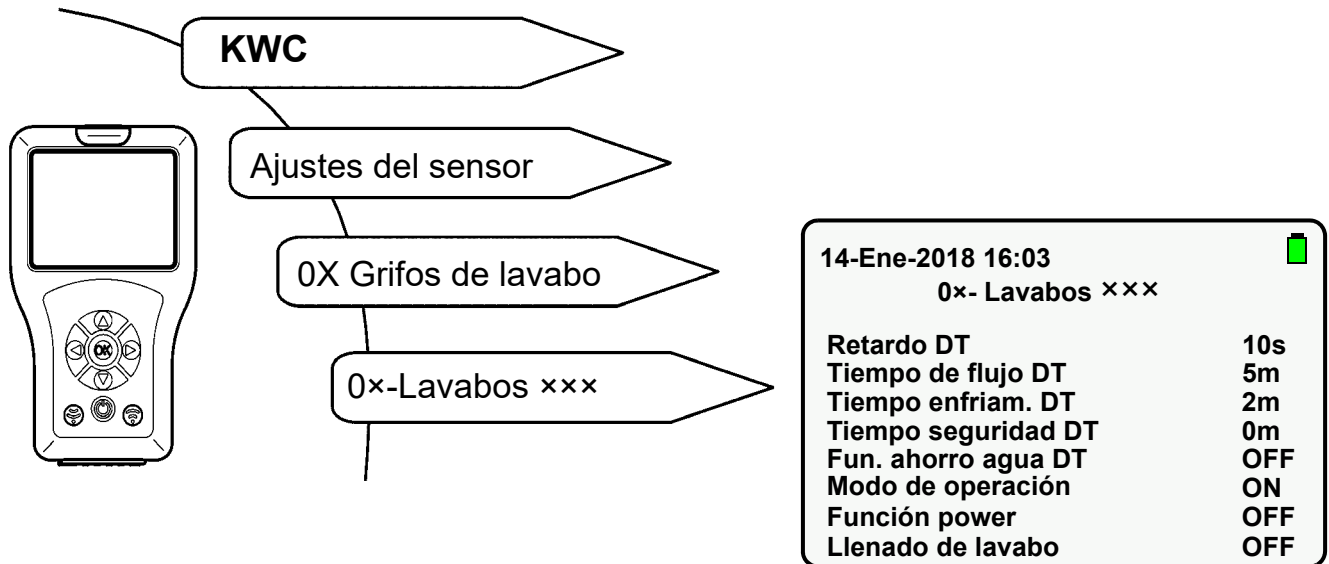 KWC
Ajustes del sensor
0X Grifos de lavabo
0×-Lavabos ×××
OK
14-Ene-2018 16:03
0×- Lavabos ×××
Retardo DT 10s
Tiempo de flujo DT 5m
Tiempo enfriam. DT 2m
Tiempo seguridad DT 0m
Fun. ahorro agua DT OFF
Modo de operación ON
Función power OFF
Llenado de lavabo OFF